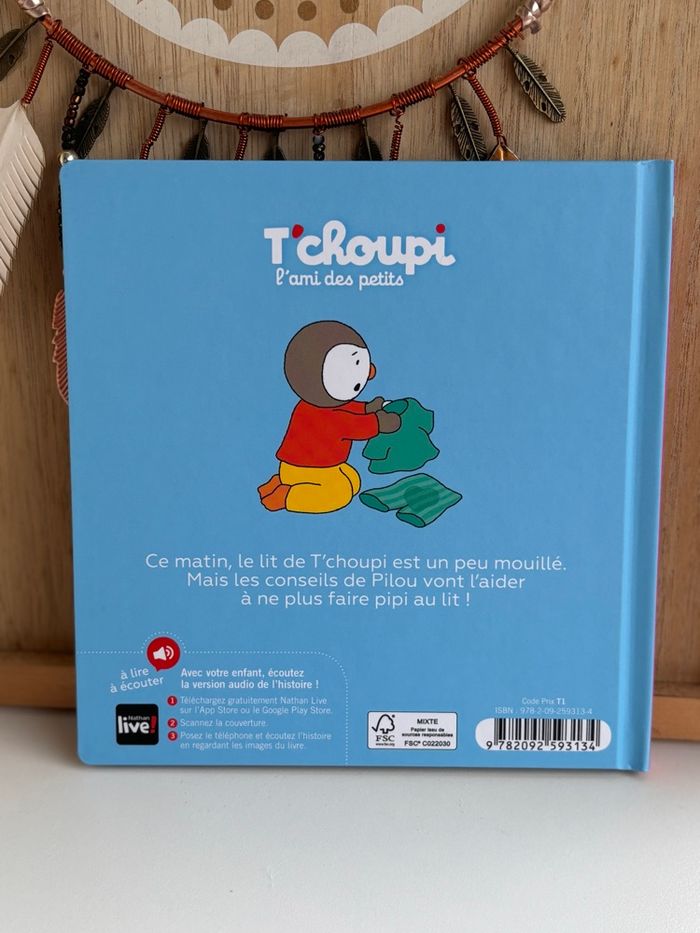 T'choupi
l'ami des petits
Ce matin, le lit de T'choupi est un peu mouillé.
Mais les conseils de Pilou vont l'aider
à ne plus faire pipi au lit !
à lire
à écouter
Avec votre enfant, écoutez
la version audio de l'histoire !
1 Téléchargez gratuitement Nathan Live
sur l'App Store ou le Google Play Store.
2 Scannez la couverture.
3 Posez le téléphone et écoutez l'histoire
en regardant les images du livre.
Nathan
live!
FSC
www.fsc.org
MIXTE
Papier issu de
sources responsables
FSC® C022030
Code Prix T1
ISBN : 978-2-09-259313-4
9 782092 593134